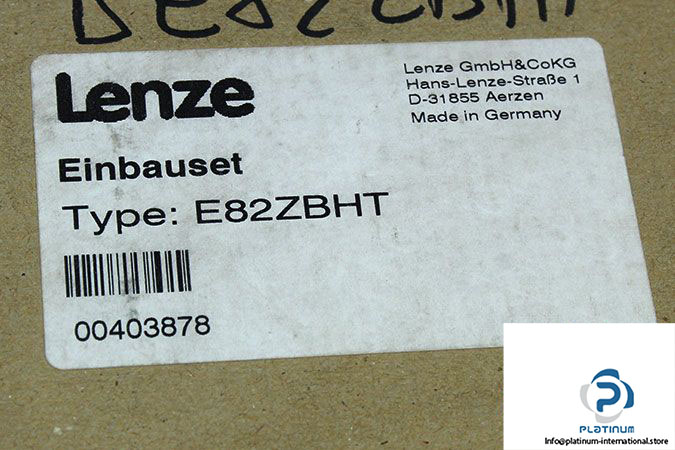 DE82ZBHT
Lenze
Lenze GmbH&CoKG
Hans-Lenze-Straße 1
D-31855 Aerzen
Made in Germany
Einbauset
Type: E82ZBHT
00403878
PLATINUM
Info@platinum-international.store